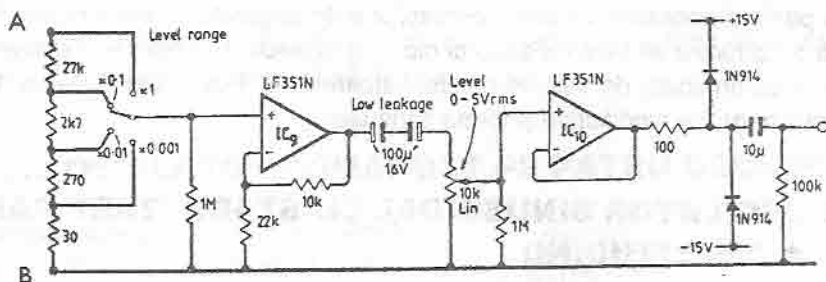 A
Level range
27k
×0·1
×1
2k7
×0·01
×0·001
270
30
B
1M
LF351N
+
−
IC9
10k
22k
Low leakage
100μ
16V
Level
0–5Vrms
10k
Lin
1M
LF351N
+
−
IC10
100
+15V
1N914
10μ
1N914
−15V
100k